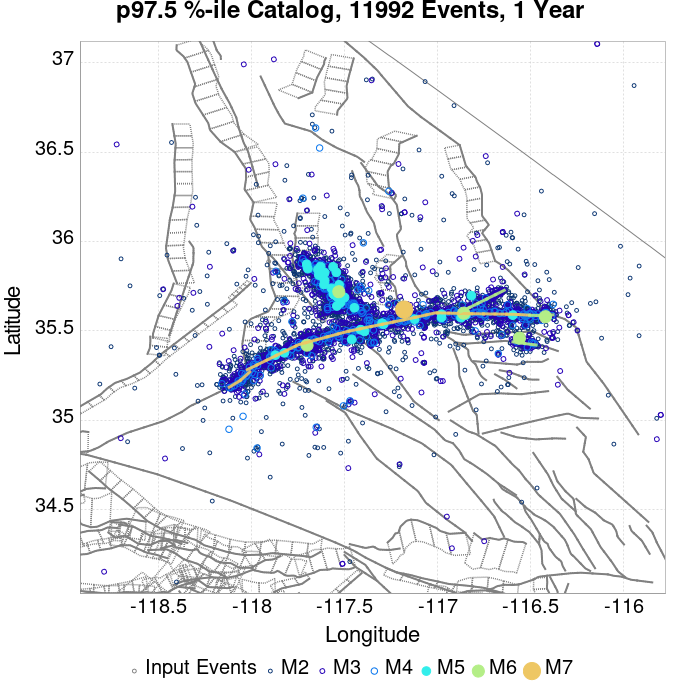 p97.5 %-ile Catalog, 11992 Events, 1 Year
37
36.5
36
35.5
35
34.5
Latitude
-118.5 -118 -117.5 -117 -116.5 -116
Longitude
Input Events M2 M3 M4 M5 M6 M7